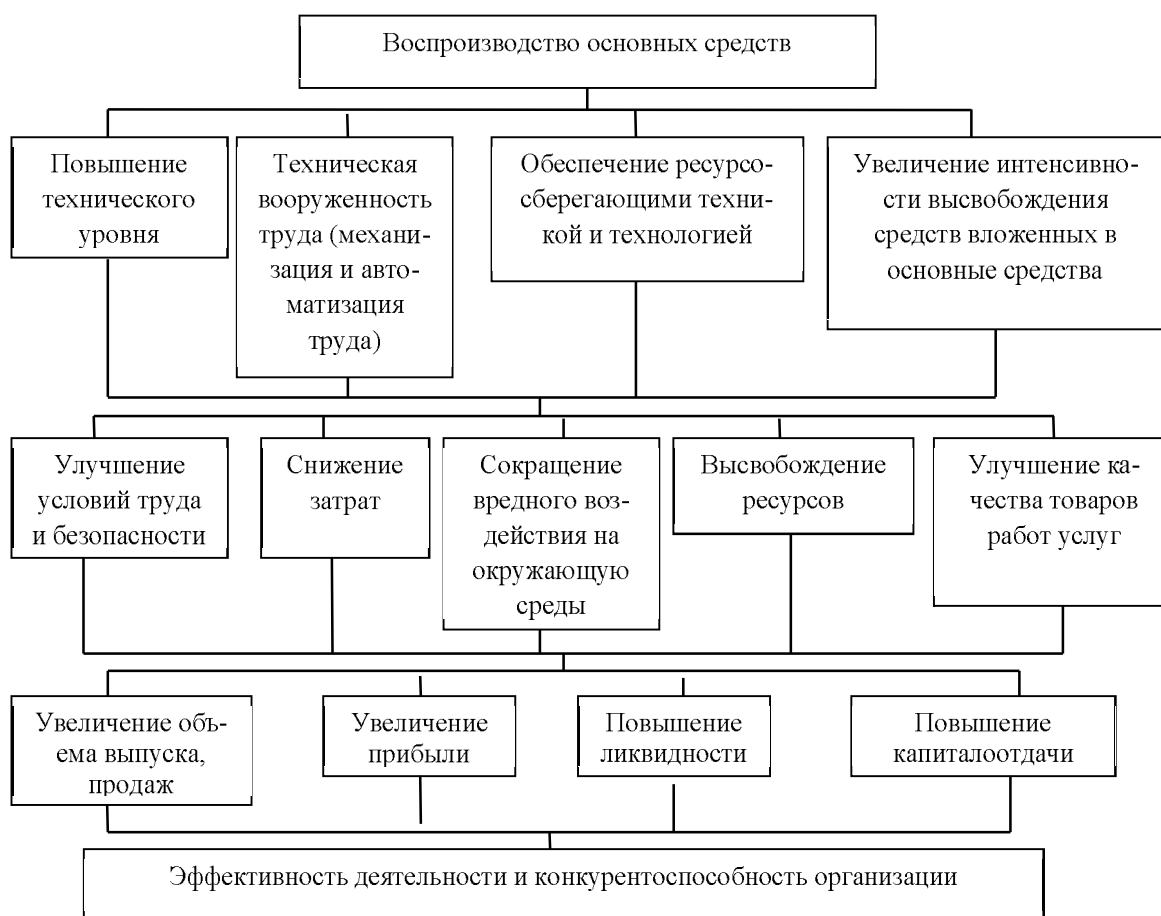 Воспроизводство основных средств
Повышение
технического
уровня
Техническая
вооруженность
труда (механи-
зация и авто-
матизация
труда)
Обеспечение ресурсо-
сберегающими техни-
кой и технологией
Увеличение интенсивно-
сти высвобождения
средств вложенных в
основные средства
Улучшение
условий труда
и безопасности
Снижение
затрат
Сокращение
вредного воз-
действия на
окружающую
среды
Высвобождение
ресурсов
Улучшение ка-
чества товаров
работ услуг
Увеличение объ-
ема выпуска,
продаж
Увеличение
прибыли
Повышение
ликвидности
Повышение
капиталоотдачи
Эффективность деятельности и конкурентоспособность организации